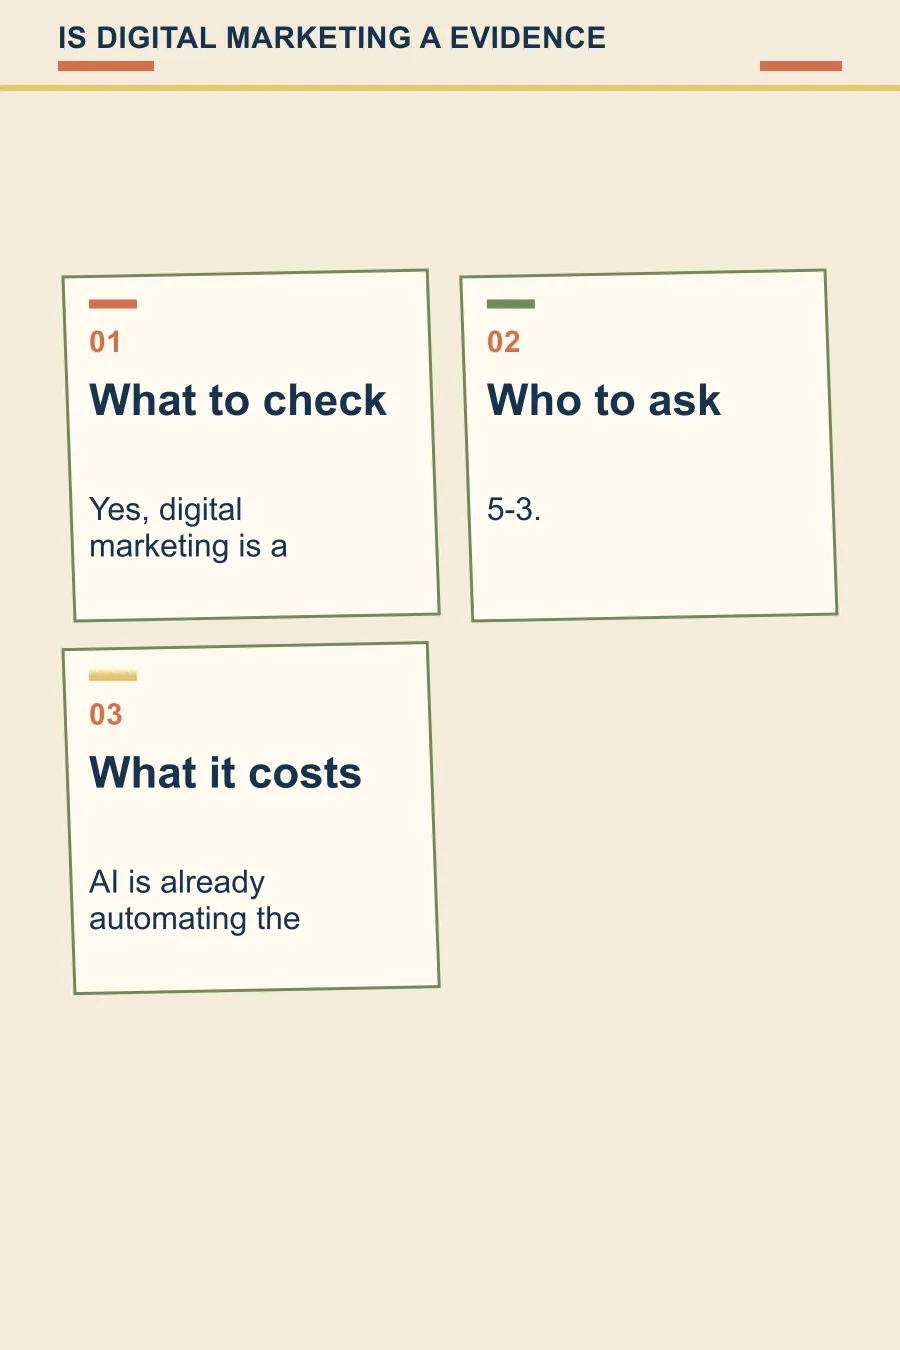 IS DIGITAL MARKETING A EVIDENCE
01
What to check
Yes, digital
marketing is a
02
Who to ask
5-3.
03
What it costs
AI is already
automating the